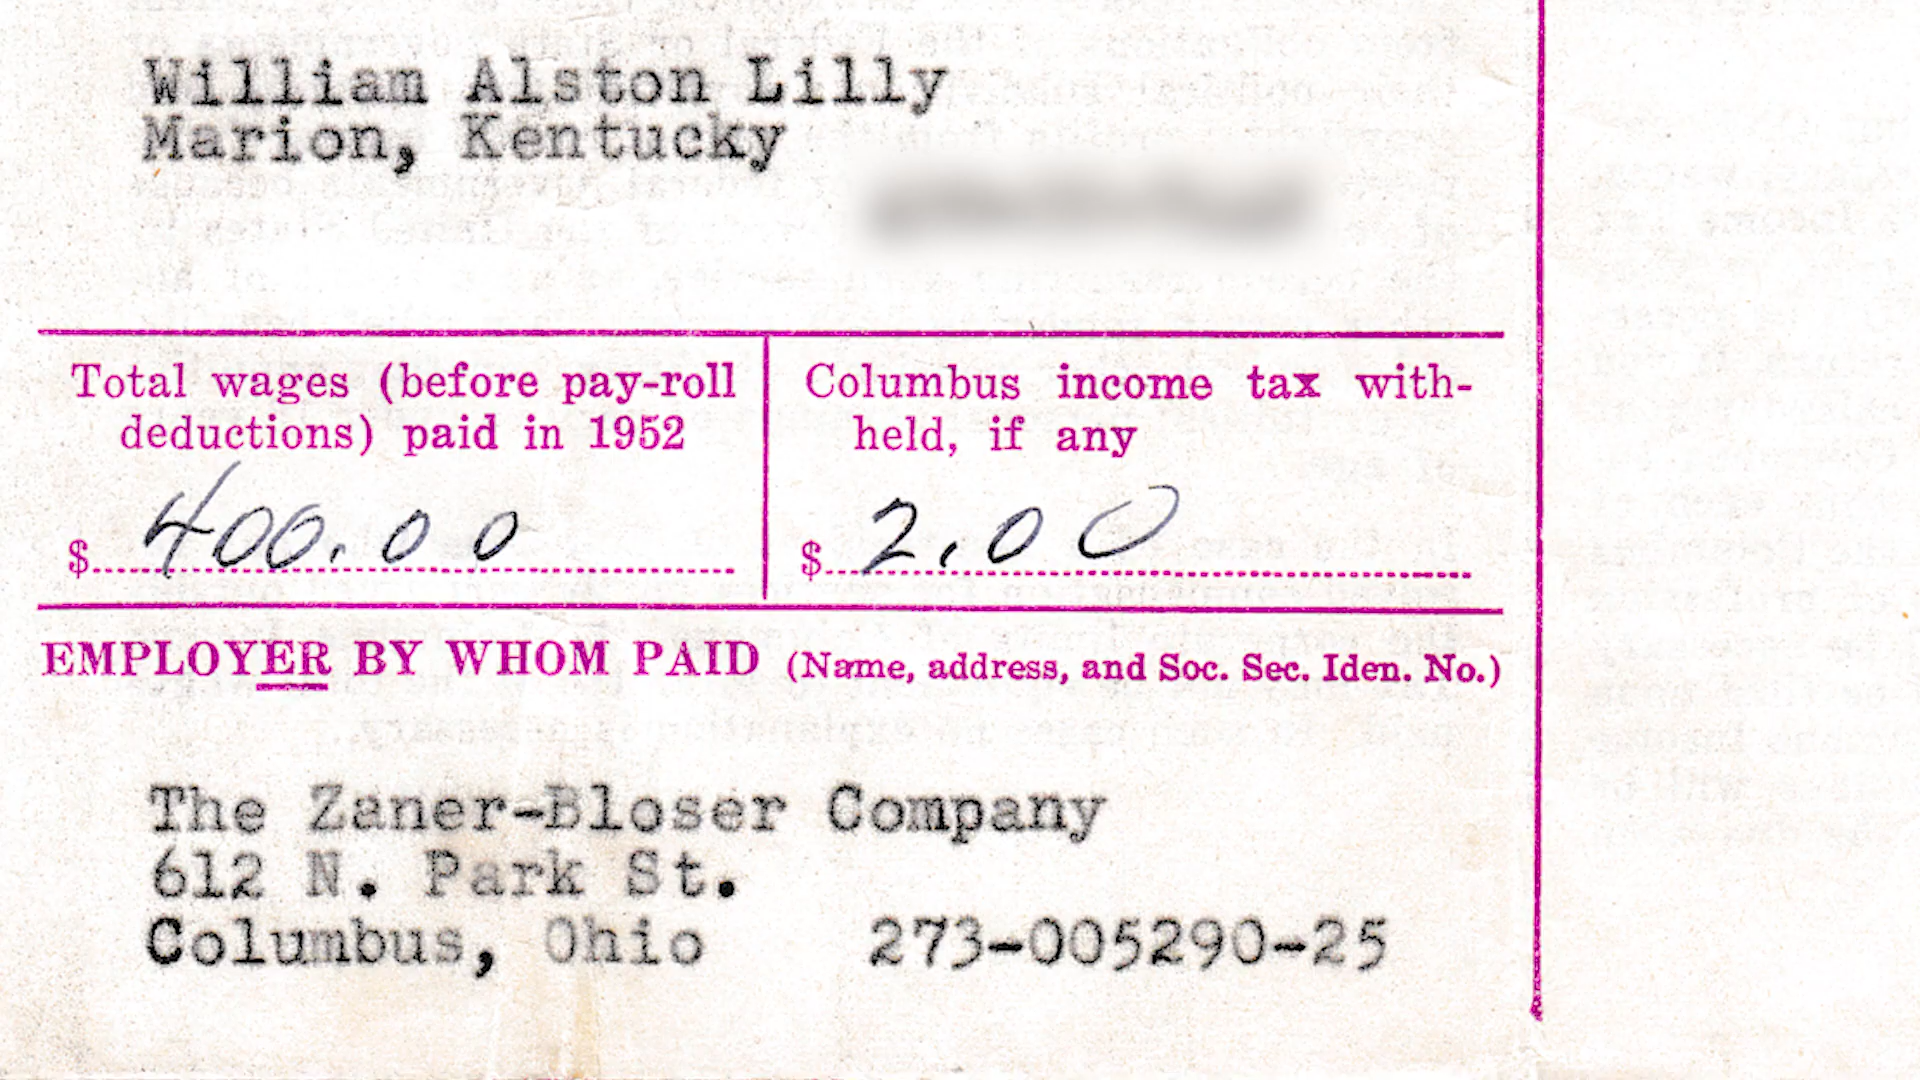 William Alston Lilly
Marion, Kentucky
Total wages (before pay-roll
deductions) paid in 1952
$ 400.00
Columbus income tax with-
held, if any
$ 2.00
EMPLOYER BY WHOM PAID (Name, address, and Soc. Sec. Iden. No.)
The Zaner-Bloser Company
612 N. Park St.
Columbus, Ohio 273-005290-25